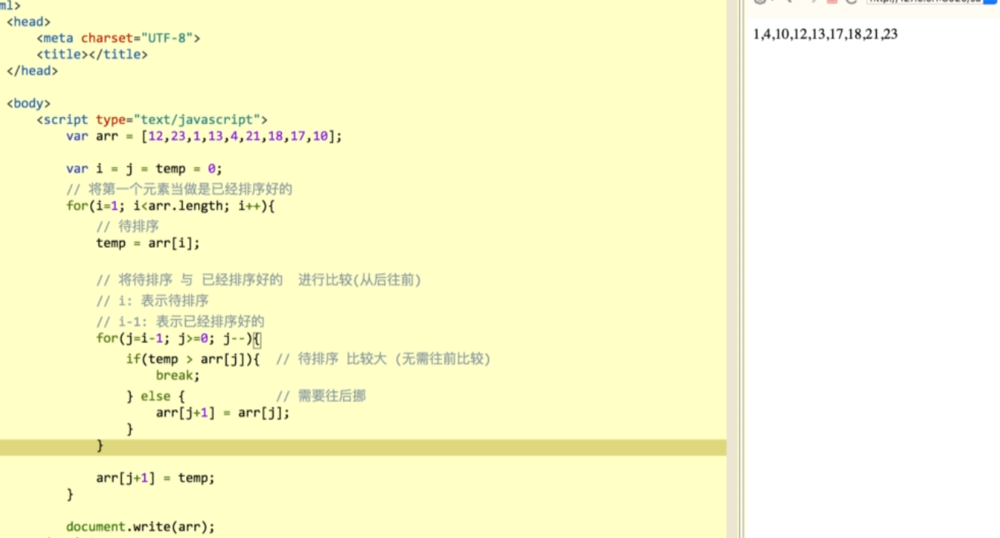 ml>
<head>
<meta charset="UTF-8">
<title></title>
</head>
<body>
<script type="text/javascript">
var arr = [12,23,1,13,4,21,18,17,10];
var i = j = temp = 0;
// 将第一个元素当做是已经排序好的
for(i=1; i<arr.length; i++){
// 待排序
temp = arr[i];
// 将待排序 与 已经排序好的 进行比较(从后往前)
// i: 表示待排序
// i-1: 表示已经排序好的
for(j=i-1; j>=0; j--){
if(temp > arr[j]){ // 待排序 比较大 (无需往前比较)
break;
} else { // 需要往后挪
arr[j+1] = arr[j];
}
}
arr[j+1] = temp;
}
document.write(arr);
1,4,10,12,13,17,18,21,23